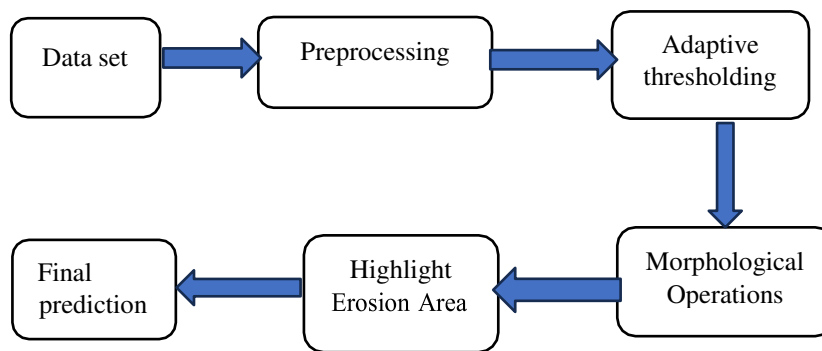 Data set
Preprocessing
Adaptive
thresholding
Morphological
Operations
Highlight
Erosion Area
Final
prediction